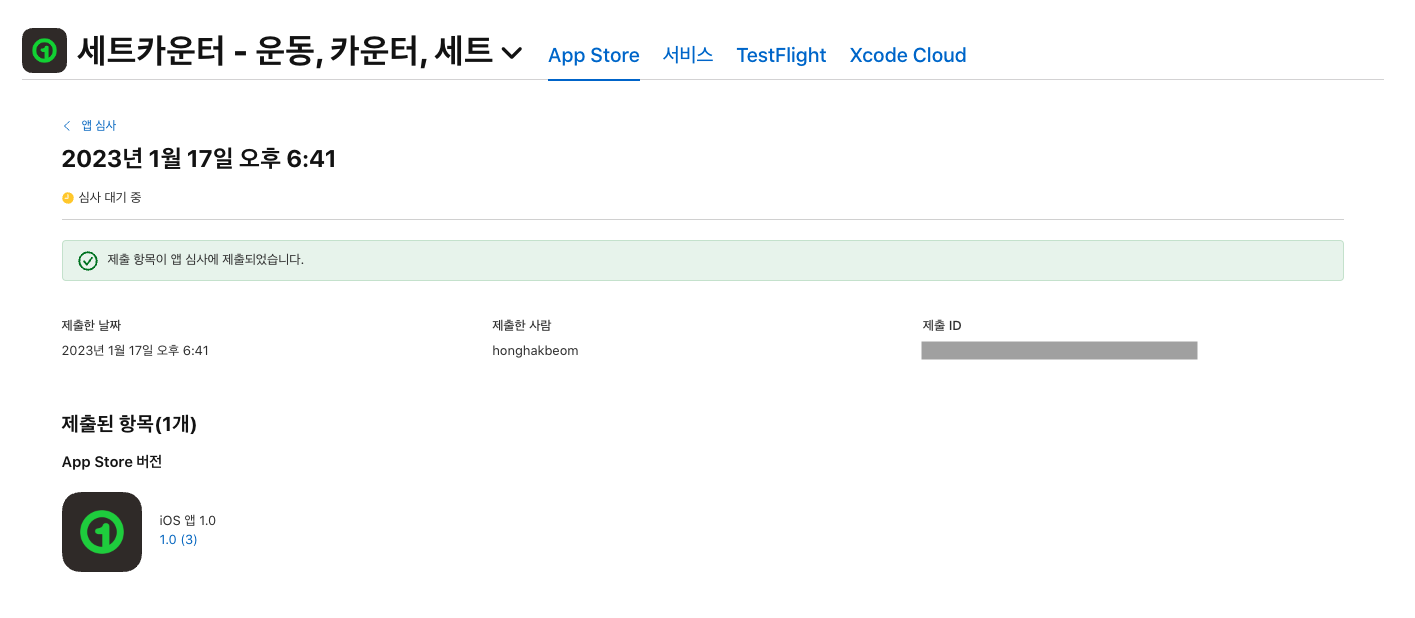 세트카운터 - 운동, 카운터, 세트
App Store 서비스 TestFlight Xcode Cloud
앱 심사
2023년 1월 17일 오후 6:41
심사 대기 중
제출 항목이 앱 심사에 제출되었습니다.
제출한 날짜 제출한 사람 제출 ID
2023년 1월 17일 오후 6:41 honghakbeom
제출된 항목(1개)
App Store 버전
1
iOS 앱 1.0
1.0 (3)